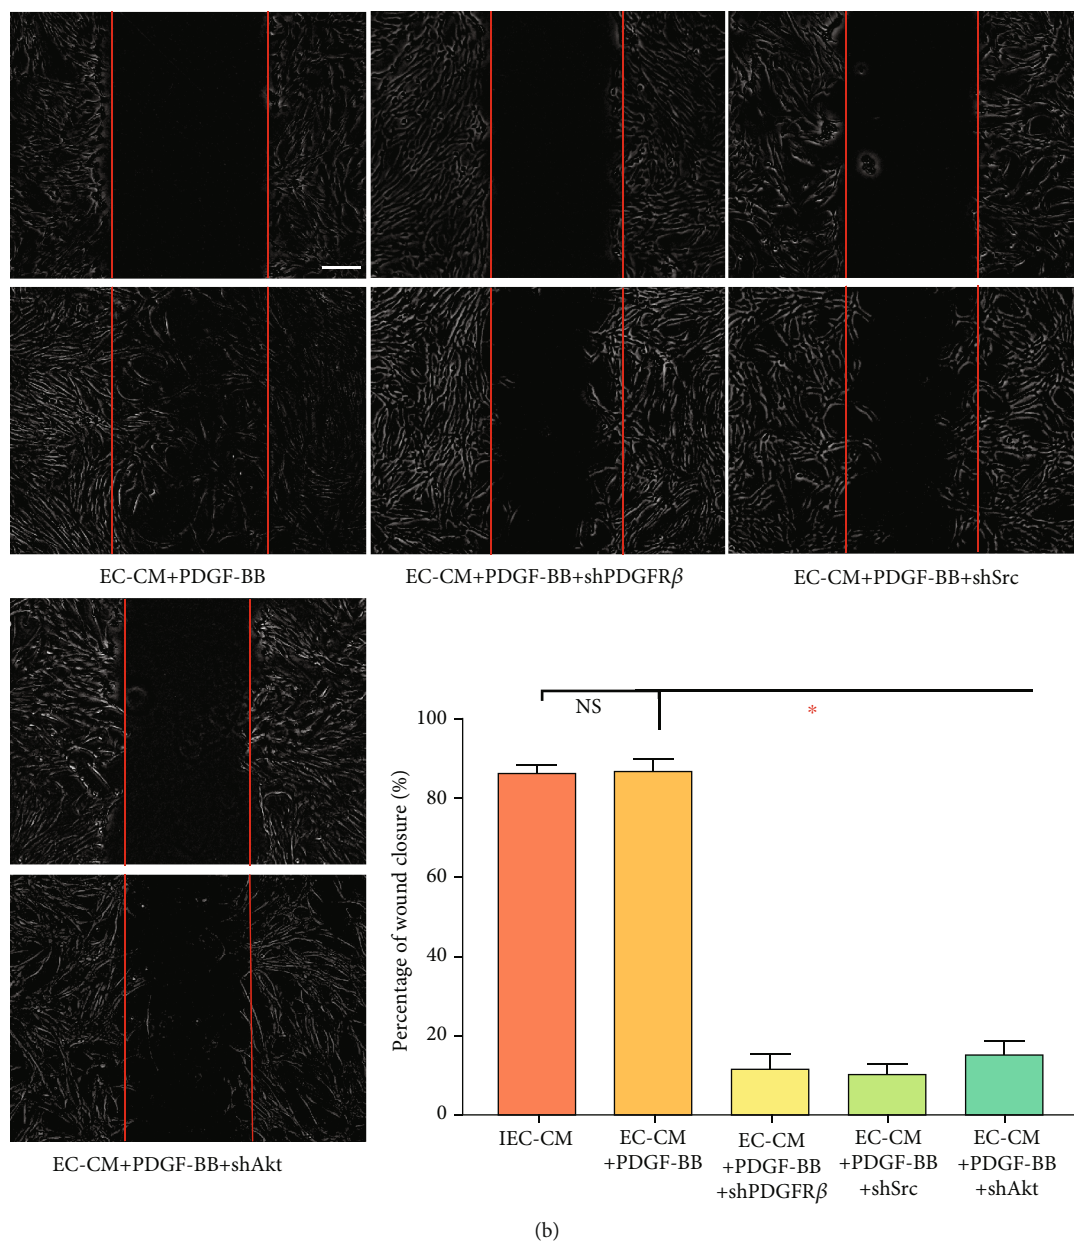 EC-CM+PDGF-BB
EC-CM+PDGF-BB+shPDGFRβ
EC-CM+PDGF-BB+shSrc
EC-CM+PDGF-BB+shAkt
NS
*
Percentage of wound closure (%)
100
80
60
40
20
0
IEC-CM
EC-CM
+PDGF-BB
EC-CM
+PDGF-BB
+shPDGFRβ
EC-CM
+PDGF-BB
+shSrc
EC-CM
+PDGF-BB
+shAkt
(b)